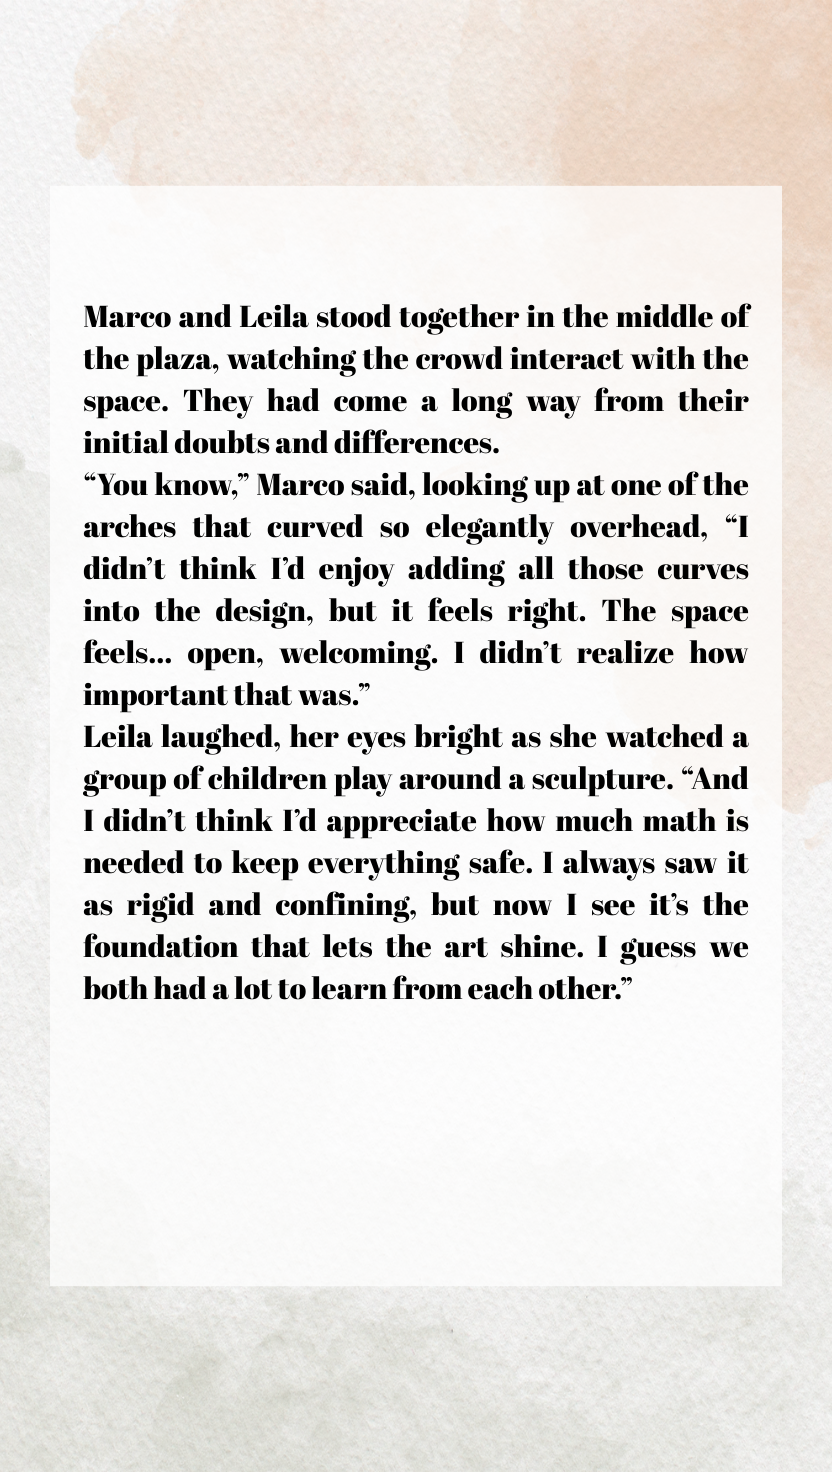 Marco and Leila stood together in the middle of
the plaza, watching the crowd interact with the
space. They had come a long way from their
initial doubts and differences.
“You know,” Marco said, looking up at one of the
arches that curved so elegantly overhead, “I
didn’t think I’d enjoy adding all those curves
into the design, but it feels right. The space
feels... open, welcoming. I didn’t realize how
important that was.”
Leila laughed, her eyes bright as she watched a
group of children play around a sculpture. “And
I didn’t think I’d appreciate how much math is
needed to keep everything safe. I always saw it
as rigid and confining, but now I see it’s the
foundation that lets the art shine. I guess we
both had a lot to learn from each other.”